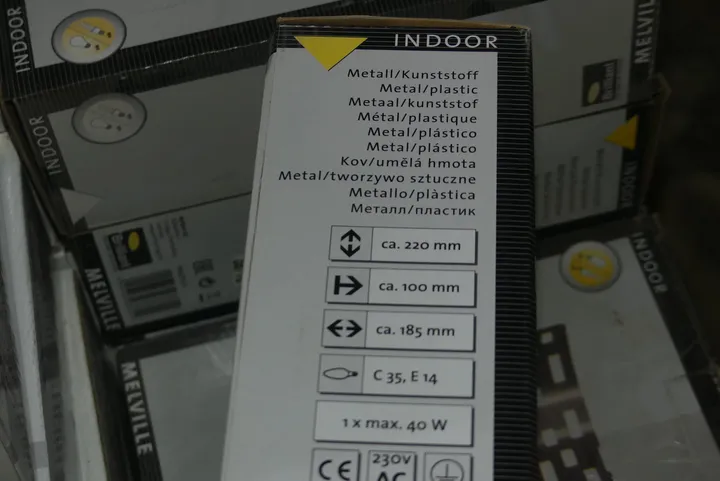 INDOOR
Metall/Kunststoff
Metal/plastic
Metaal/kunststof
Métal/plastique
Metal/plástico
Metal/plástico
Kov/umělá hmota
Metal/tworzywo sztuczne
Metallo/plàstica
Металл/пластик
ca. 220 mm
ca. 100 mm
ca. 185 mm
C 35, E 14
1 x max. 40 W
CE
230V
AC
INDOOR
INDOOR
MELVILLE
MELVILLE
MELVILLE
INDOOR
INDOOR